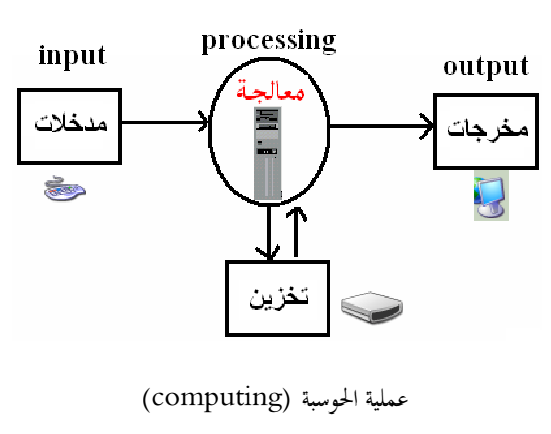 input
processing
output
مدخلات
معالجة
مخرجات
تخزين
عملية الحوسبة (computing)